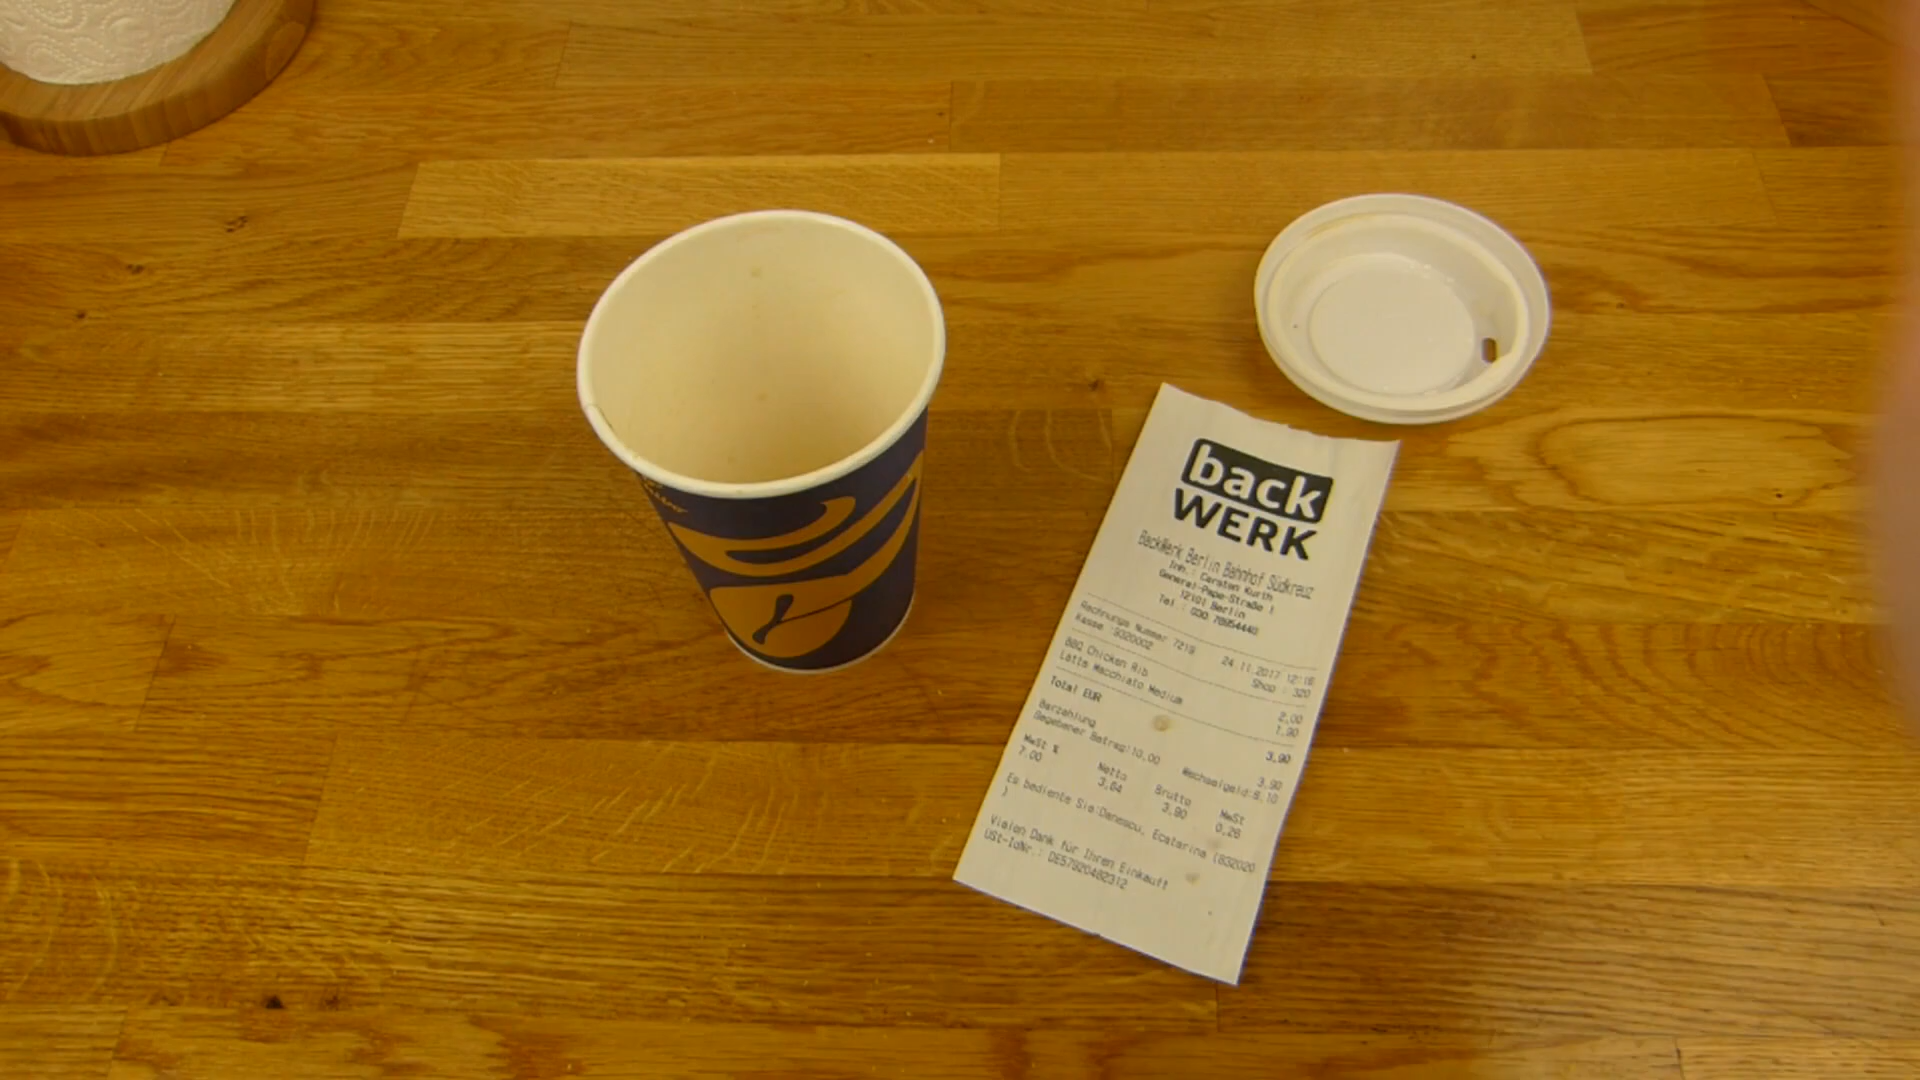 back
WERK
BackWerk Berlin Bahnhof Südkreuz
Inh.: Carsten Kurth
General-Pape-Straße 1
12101 Berlin
Tel.: 030 78954440
Rechnungs Nummer 7219 24.11.2017 12:16
Kasse :9320002 Shop : 320
BBQ Chicken Rib 2,00
Latte Macchiato Medium 1,90
Total EUR 3,90
Barzahlung 3,90
Gegebener Betrag:10,00 Wechselgeld:6,10
MwSt % Netto Brutto MwSt
7.00 3,64 3,90 0,26
Es bediente Sie:Danescu, Ecatarina (832020
)
Vielen Dank für Ihren Einkauf!
USt-IdNr.: DE57920482312